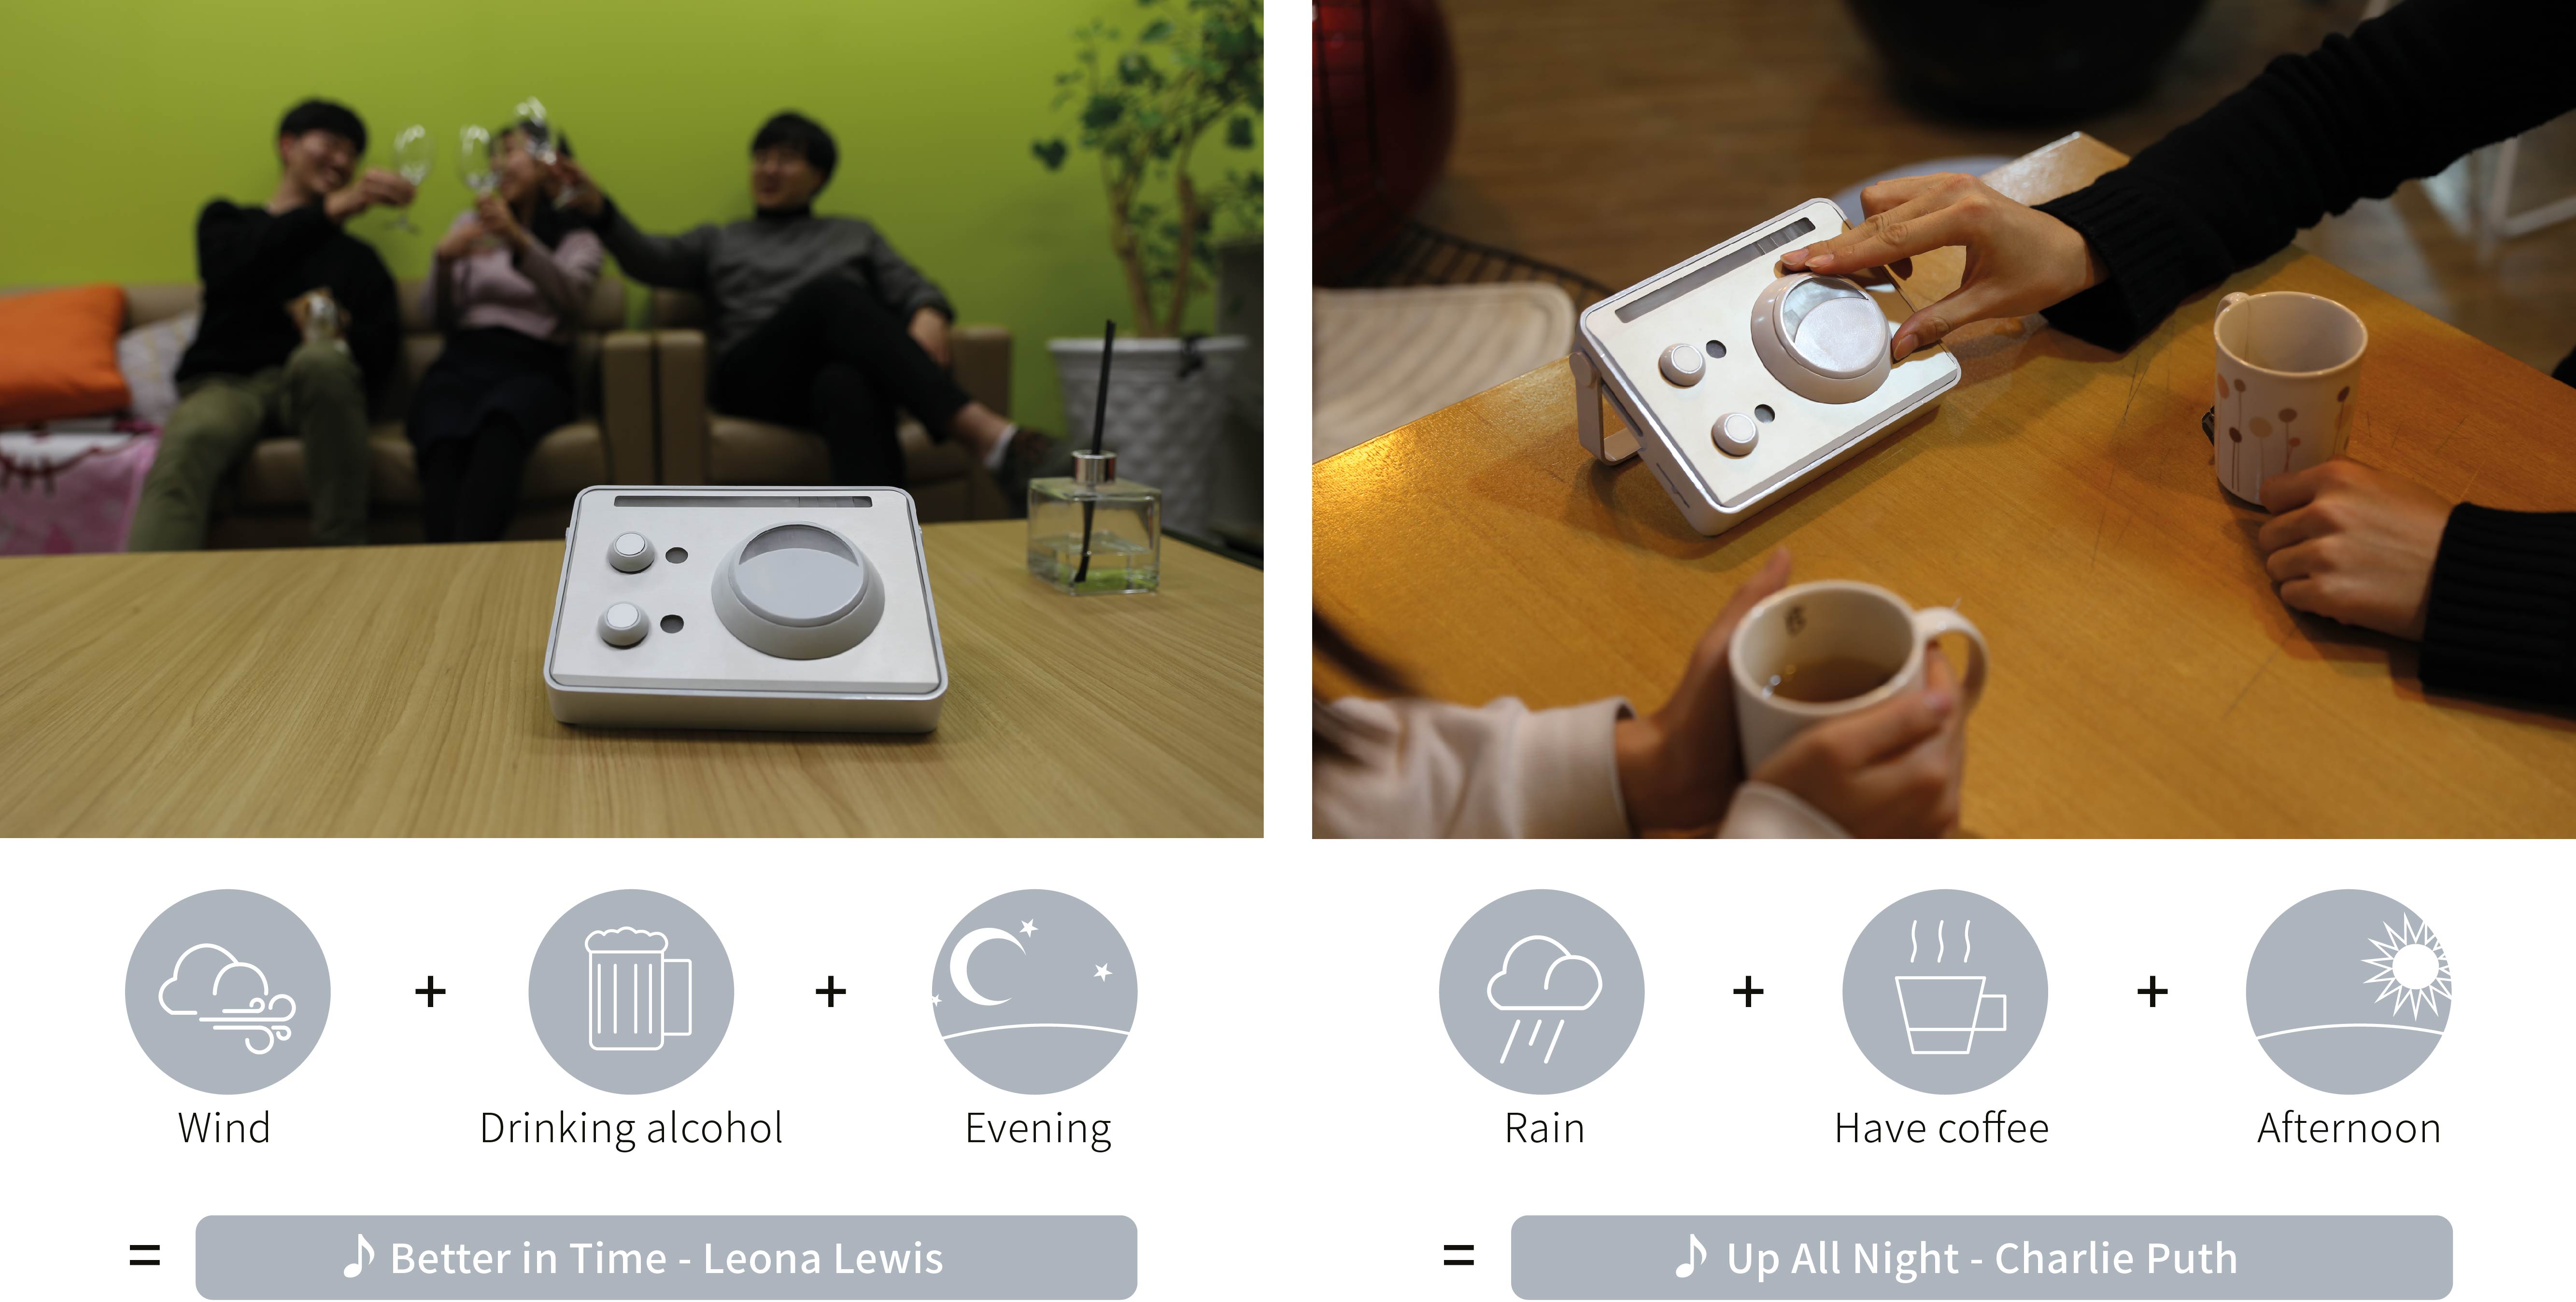 Wind
+
Drinking alcohol
+
Evening
= ♪ Better in Time - Leona Lewis
Rain
+
Have coffee
+
Afternoon
= ♪ Up All Night - Charlie Puth